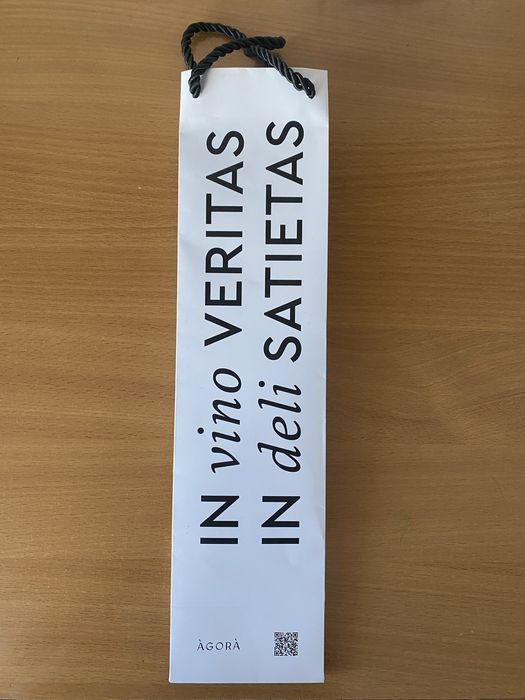 IN vino VERITAS
IN deli SATIETAS
ÀGORÀ